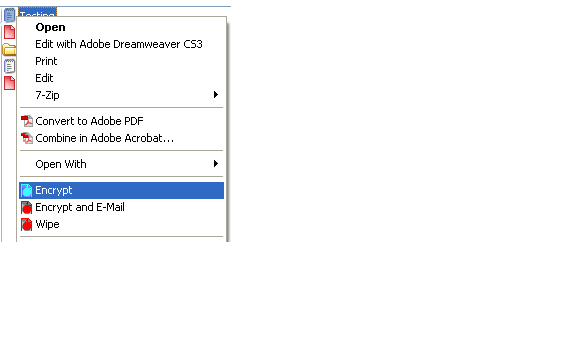 Testing
Open
Edit with Adobe Dreamweaver CS3
Print
Edit
7-Zip
Convert to Adobe PDF
Combine in Adobe Acrobat...
Open With
Encrypt
Encrypt and E-Mail
Wipe